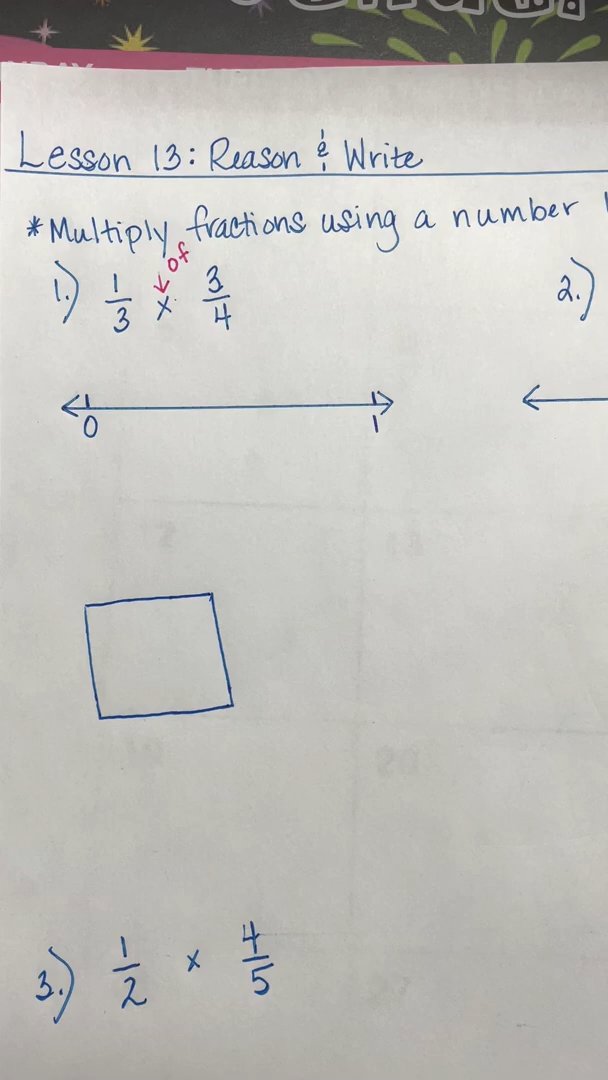 Lesson 13: Reason & Write
*Multiply fractions using a number
of
1.) 1/3 x 3/4
2.)
0 1
3.) 1/2 x 4/5